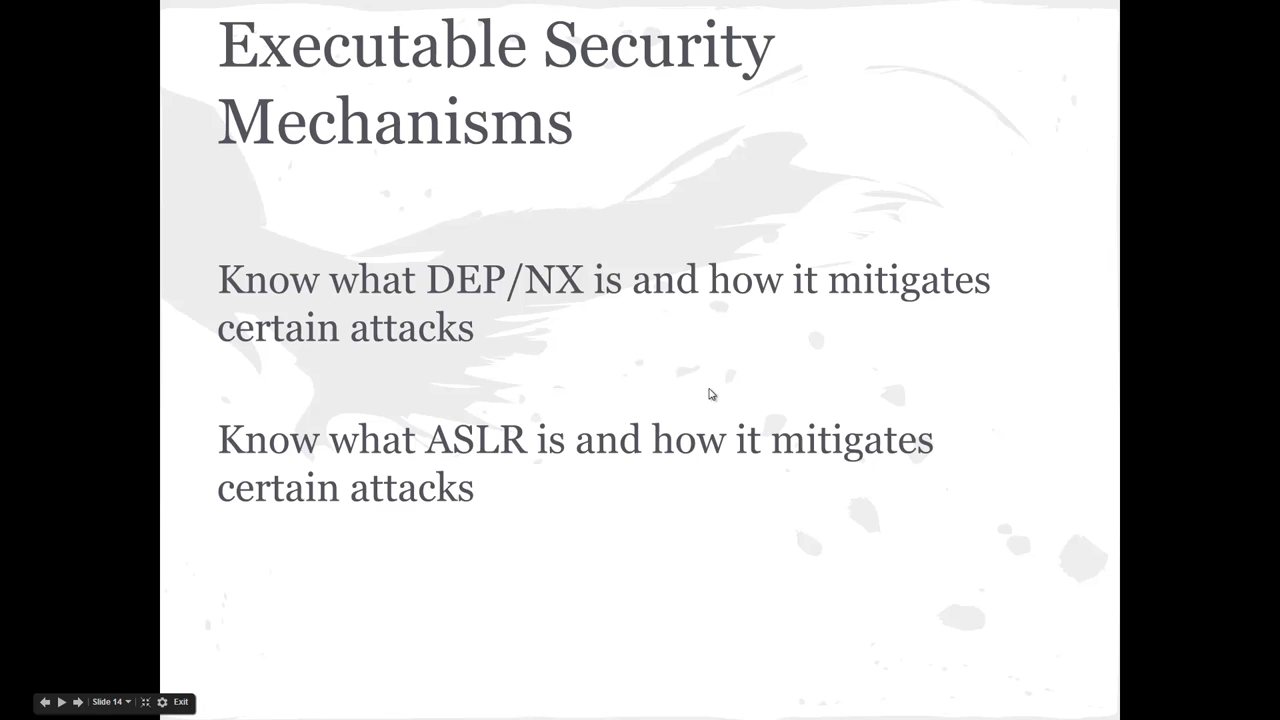 Executable Security
Mechanisms
Know what DEP/NX is and how it mitigates
certain attacks
Know what ASLR is and how it mitigates
certain attacks
Slide 14
Exit